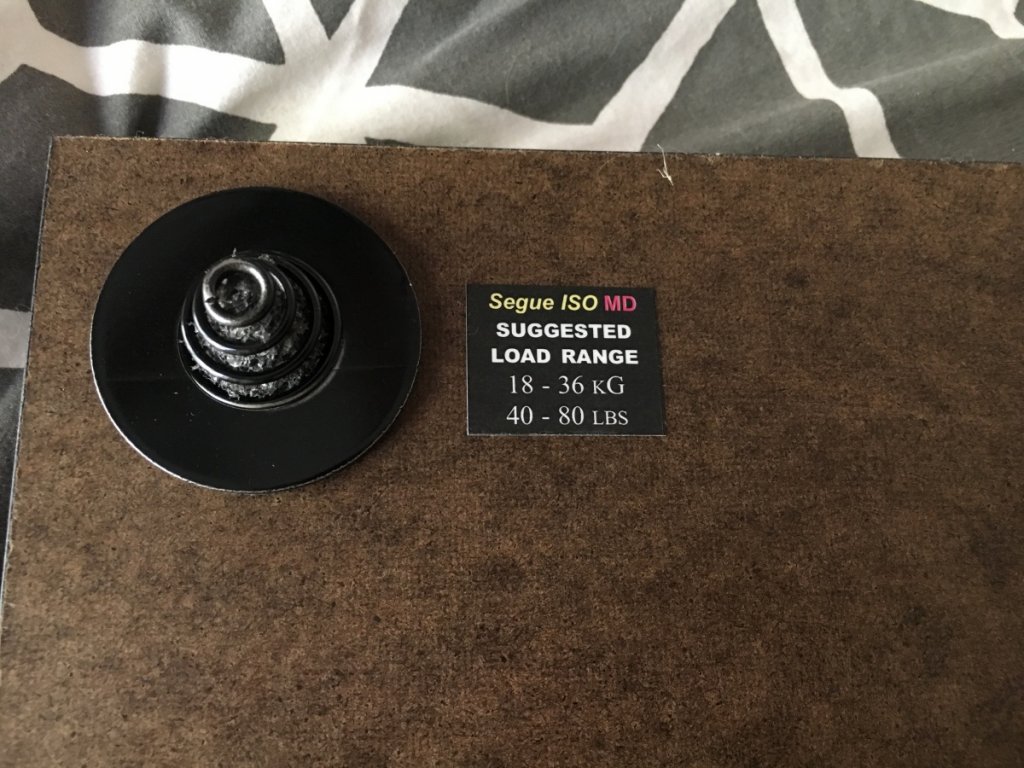 Segue ISO MD
SUGGESTED
LOAD RANGE
18 - 36 KG
40 - 80 LBS